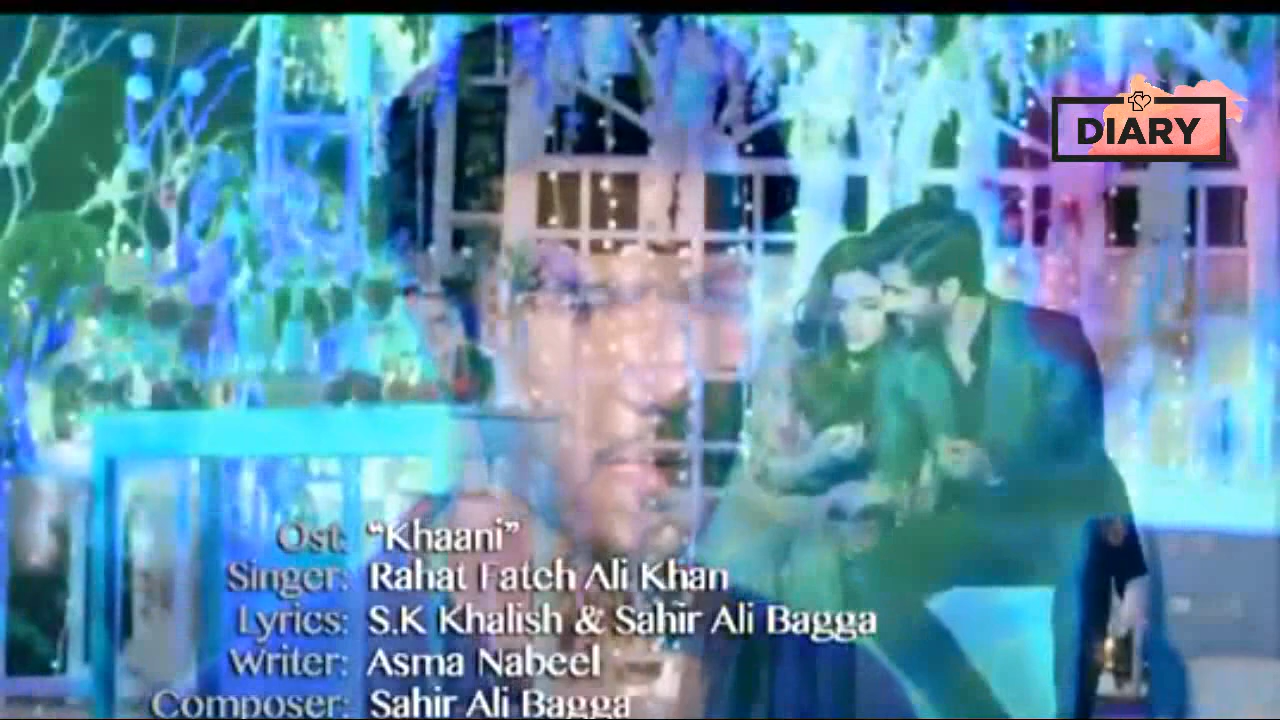 DIARY
Ost: “Khaani”
Singer: Rahat Fateh Ali Khan
Lyrics: S.K Khalish & Sahir Ali Bagga
Writer: Asma Nabeel
Composer: Sahir Ali Bagga